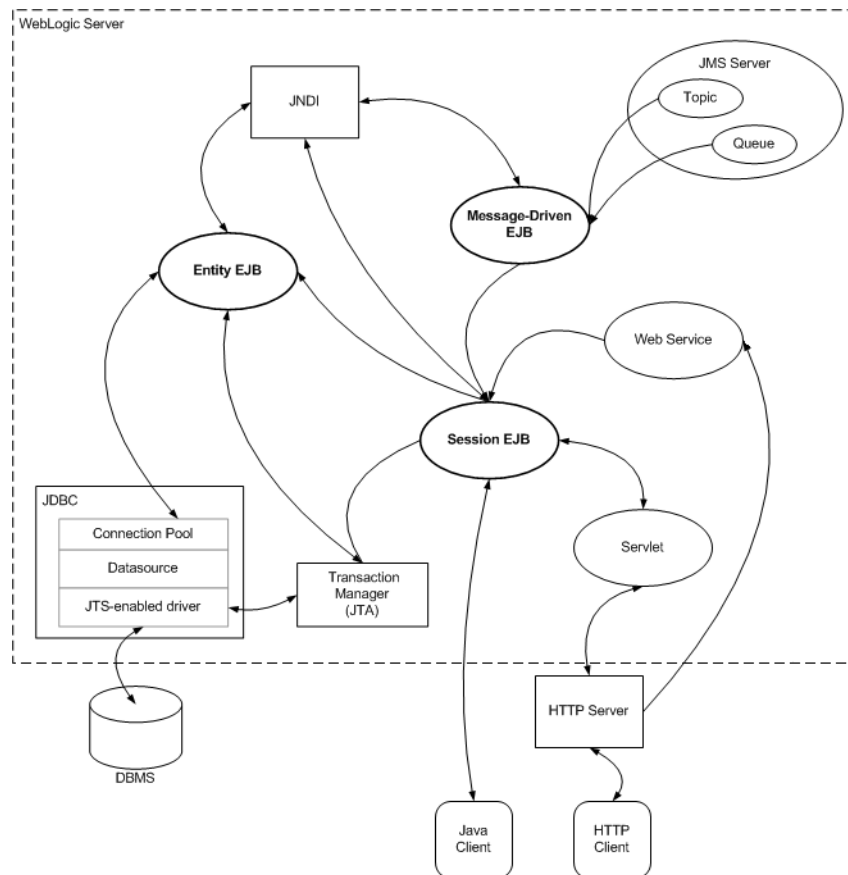 WebLogic Server
JMS Server
JNDI
Topic
Queue
Message-Driven
EJB
Entity EJB
Web Service
Session EJB
JDBC
Connection Pool
Datasource
JTS-enabled driver
Transaction
Manager
(JTA)
Servlet
HTTP Server
DBMS
Java
Client
HTTP
Client